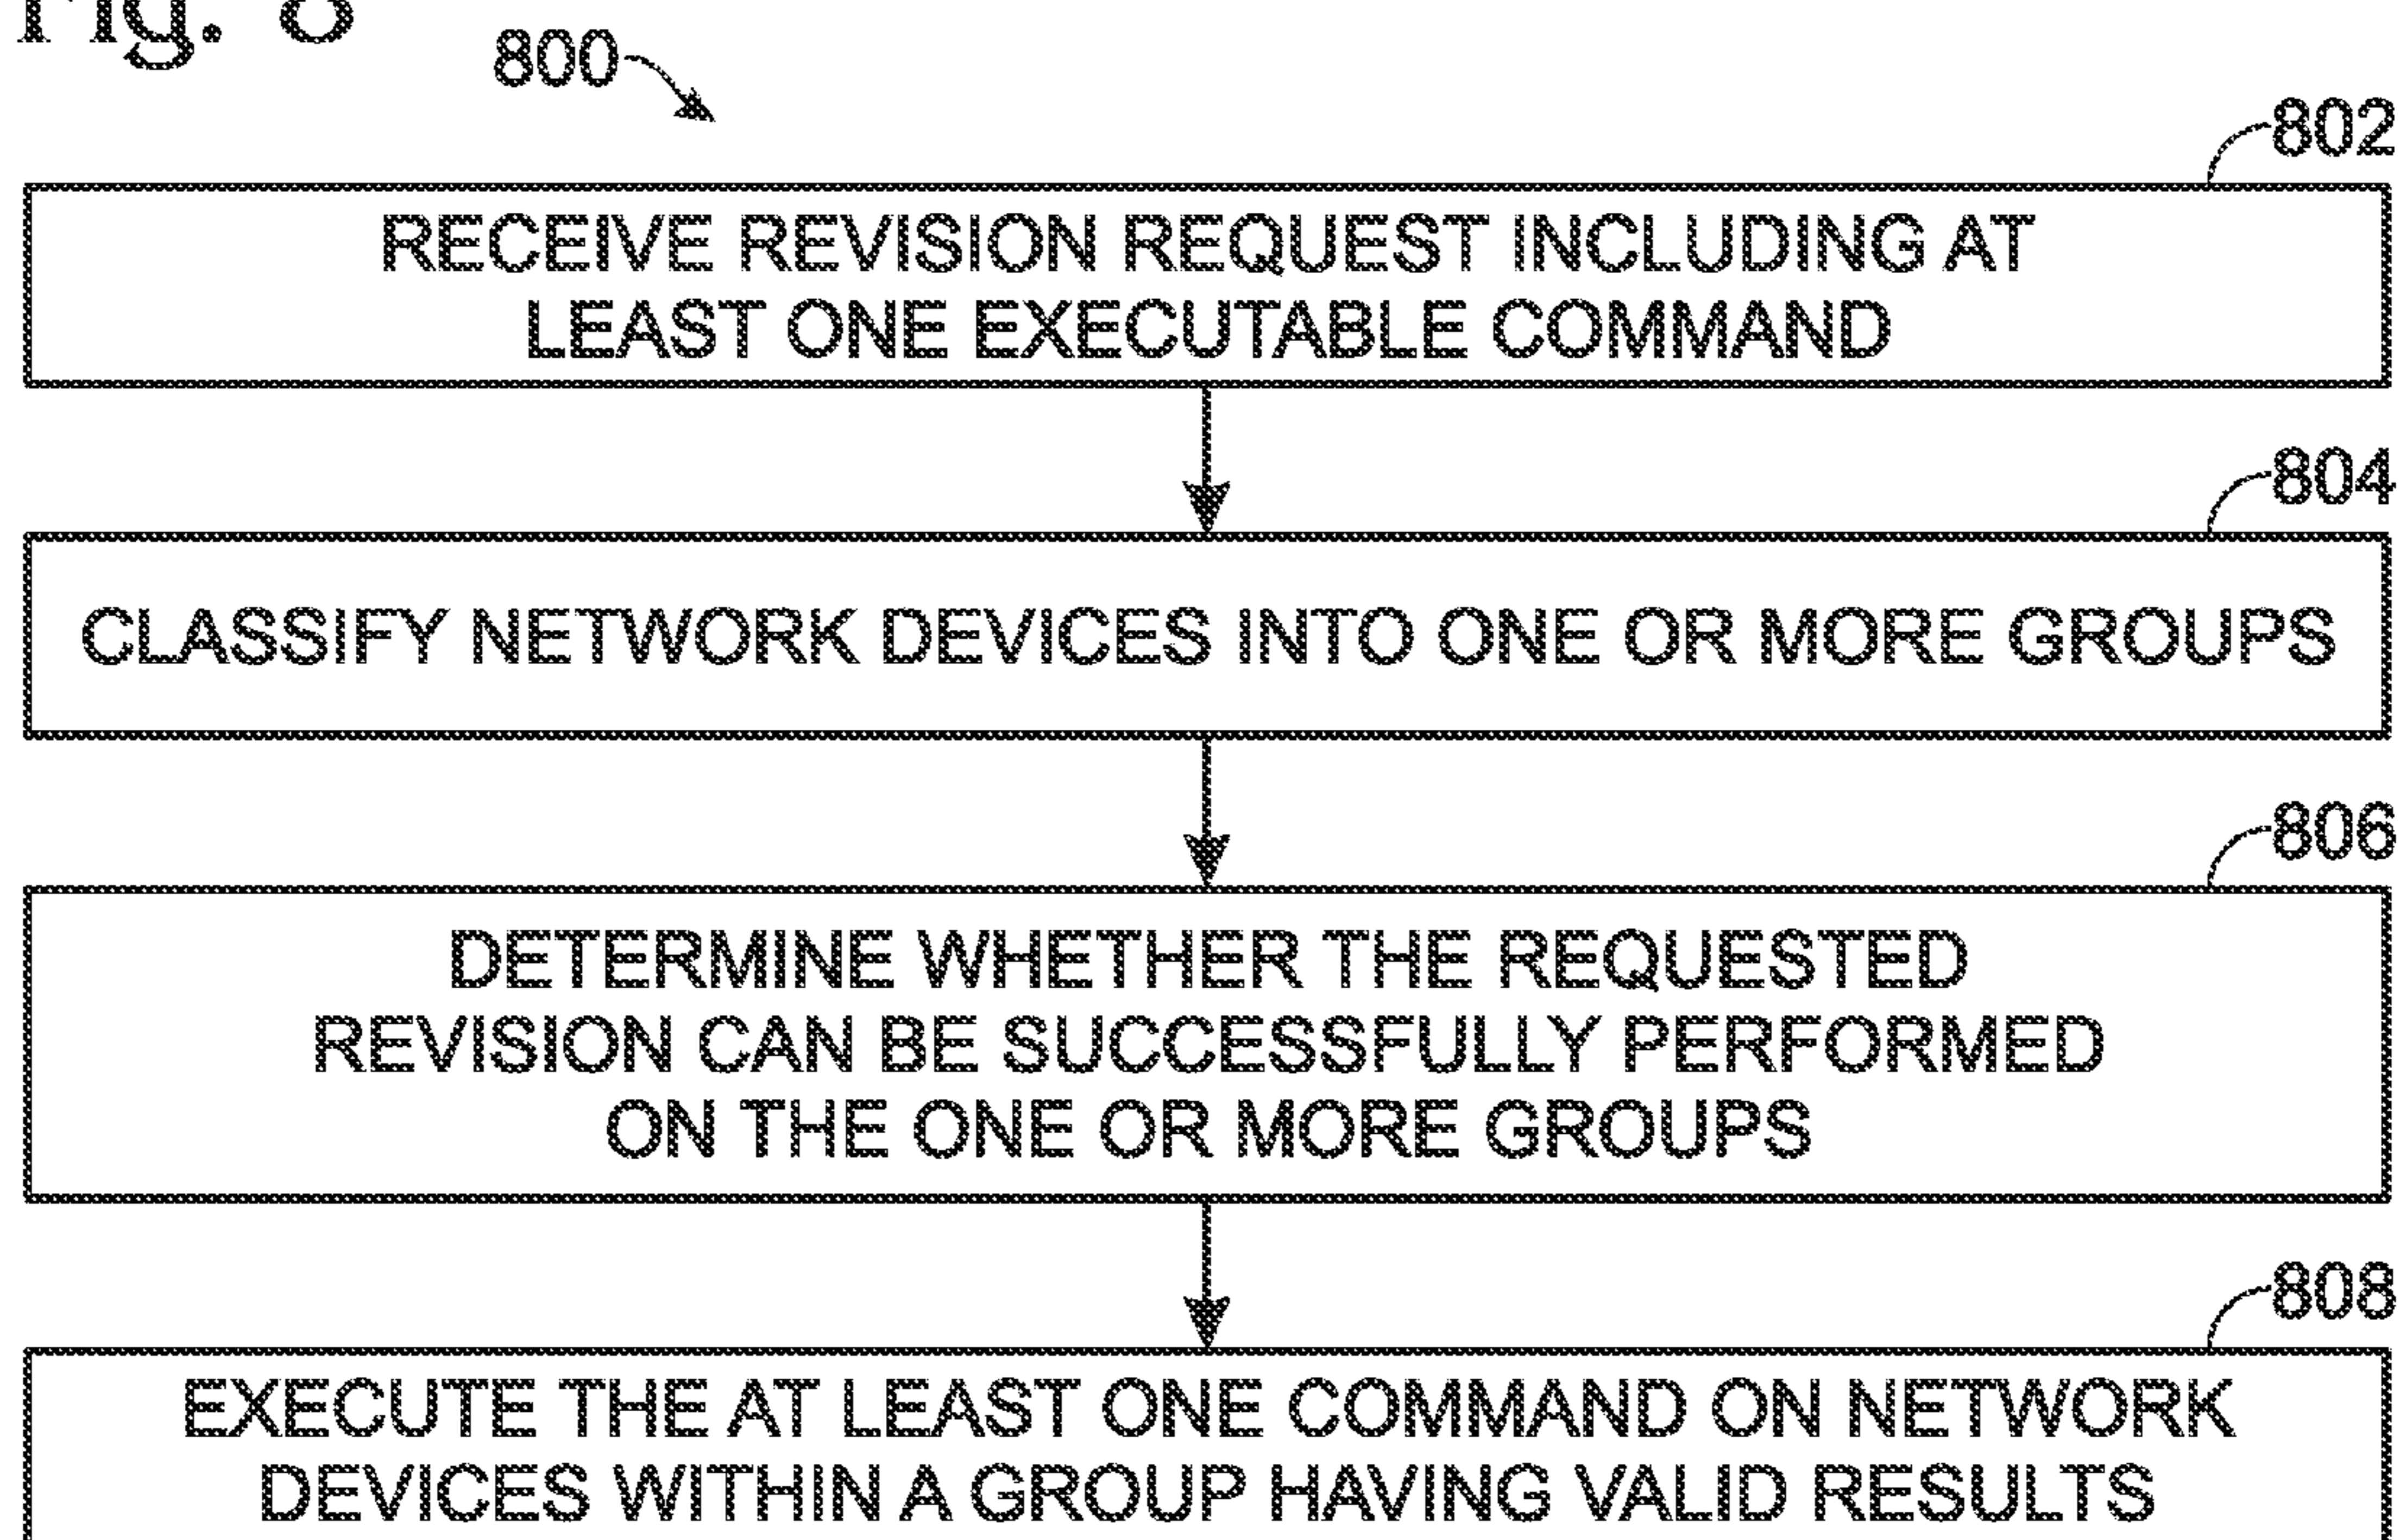 Fig. 8
800
802
RECEIVE REVISION REQUEST INCLUDING AT
LEAST ONE EXECUTABLE COMMAND
804
CLASSIFY NETWORK DEVICES INTO ONE OR MORE GROUPS
806
DETERMINE WHETHER THE REQUESTED
REVISION CAN BE SUCCESSFULLY PERFORMED
ON THE ONE OR MORE GROUPS
808
EXECUTE THE AT LEAST ONE COMMAND ON NETWORK
DEVICES WITHIN A GROUP HAVING VALID RESULTS